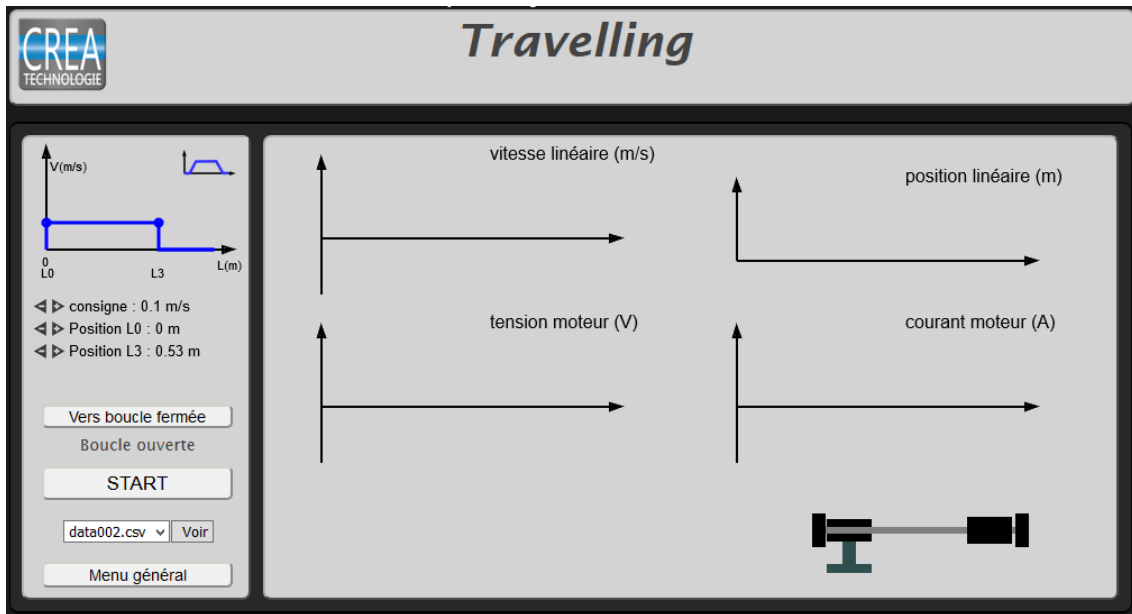 CREA
TECHNOLOGIE
Travelling
V(m/s)
0
L0
L3
L(m)
consigne : 0.1 m/s
Position L0 : 0 m
Position L3 : 0.53 m
Vers boucle fermée
Boucle ouverte
START
data002.csv
Voir
Menu général
vitesse linéaire (m/s)
position linéaire (m)
tension moteur (V)
courant moteur (A)